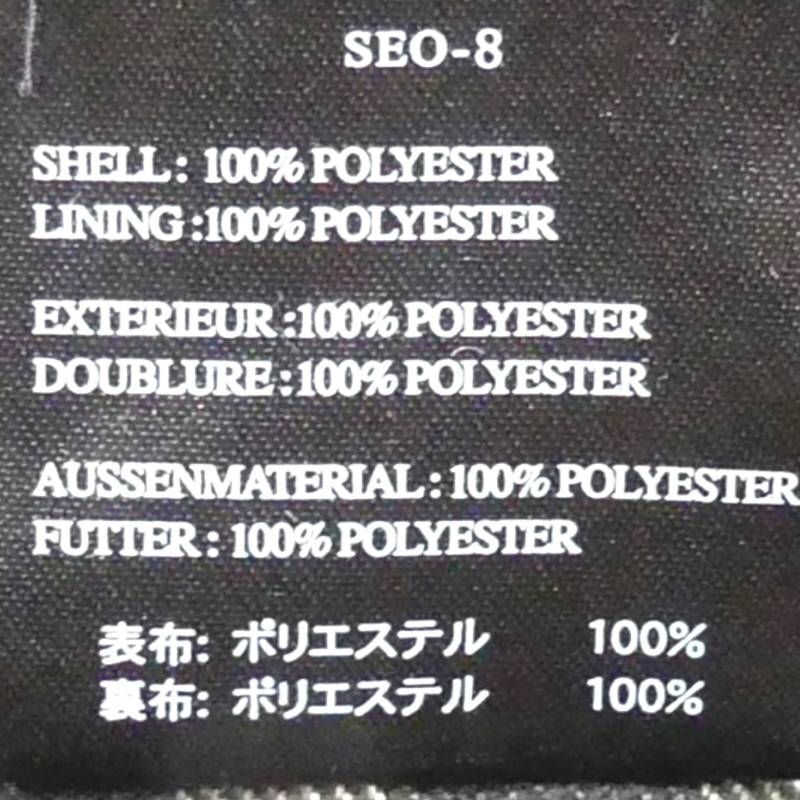 SEO-8
SHELL: 100% POLYESTER
LINING:100% POLYESTER
EXTERIEUR:100% POLYESTER
DOUBLURE:100% POLYESTER
AUSSENMATERIAL: 100% POLYESTER
FUTTER: 100% POLYESTER
表布: ポリエステル 100%
裏布: ポリエステル 100%